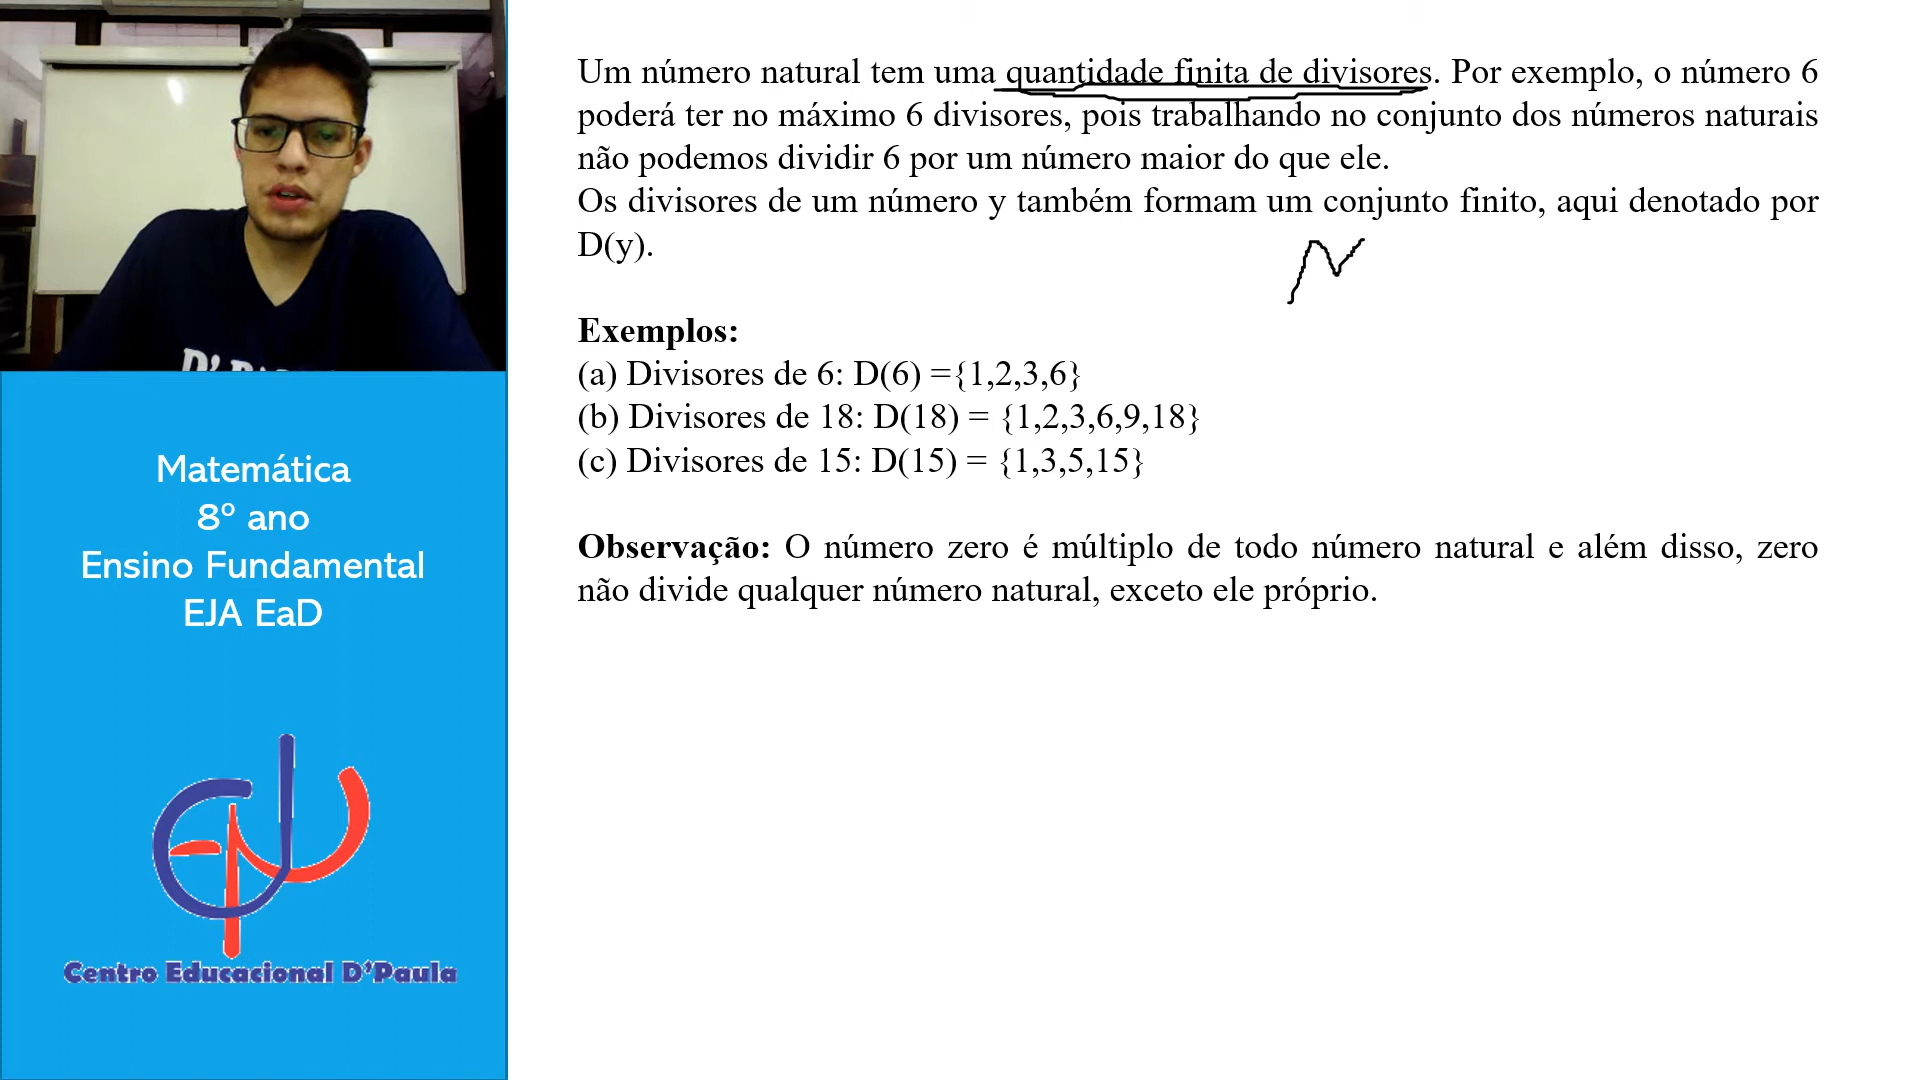 Um número natural tem uma quantidade finita de divisores. Por exemplo, o número 6
poderá ter no máximo 6 divisores, pois trabalhando no conjunto dos números naturais
não podemos dividir 6 por um número maior do que ele.
Os divisores de um número y também formam um conjunto finito, aqui denotado por
D(y).
Exemplos:
(a) Divisores de 6: D(6) ={1,2,3,6}
(b) Divisores de 18: D(18) = {1,2,3,6,9,18}
(c) Divisores de 15: D(15) = {1,3,5,15}
Observação: O número zero é múltiplo de todo número natural e além disso, zero
não divide qualquer número natural, exceto ele próprio.
Matemática
8º ano
Ensino Fundamental
EJA EaD
Centro Educacional D'Paula